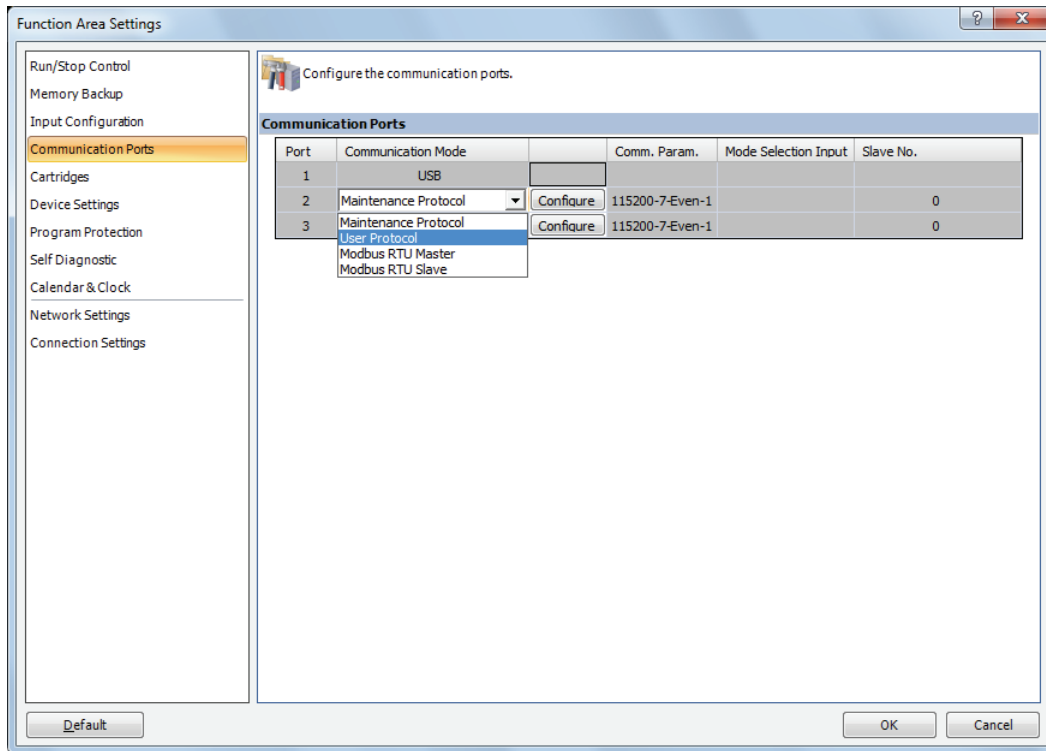 Function Area Settings
Run/Stop Control
Memory Backup
Input Configuration
Communication Ports
Cartridges
Device Settings
Program Protection
Self Diagnostic
Calendar & Clock
Network Settings
Connection Settings
Configure the communication ports.
Communication Ports
Port Communication Mode Comm. Param. Mode Selection Input Slave No.
1 USB
2 Maintenance Protocol Configure 115200-7-Even-1 0
3 Configure 115200-7-Even-1 0
Maintenance Protocol
User Protocol
Modbus RTU Master
Modbus RTU Slave
Default OK Cancel